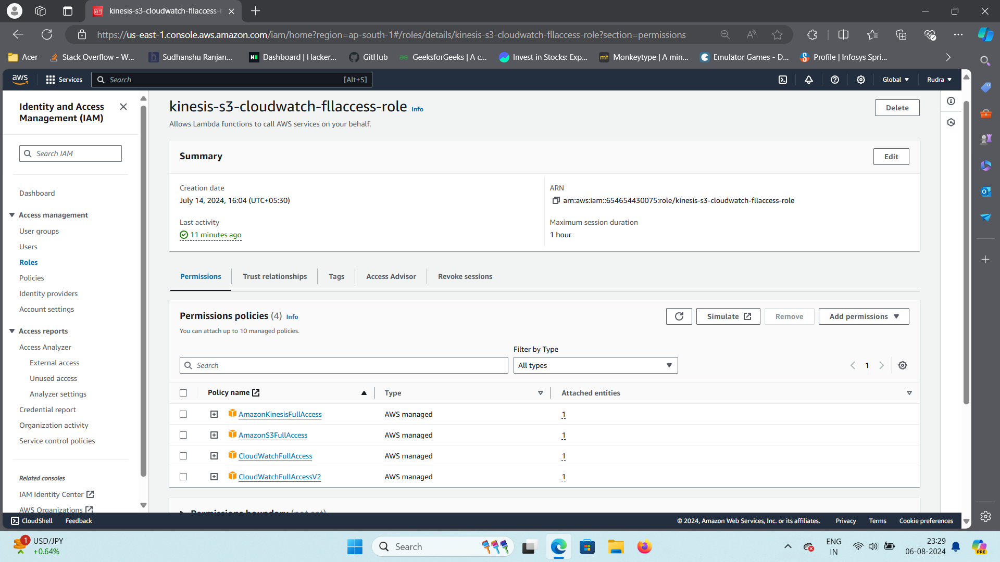 kinesis-s3-cloudwatch-fllaccess-r
https://us-east-1.console.aws.amazon.com/iam/home?region=ap-south-1#/roles/details/kinesis-s3-cloudwatch-fllaccess-role?section=permissions
Acer
Stack Overflow - W...
Sudhanshu Ranjan...
Dashboard | Hacker...
GitHub
GeeksforGeeks | A c...
Invest in Stocks: Exp...
mt Monkeytype | A min...
Emulator Games - D...
Profile | Infosys Spri...
aws
Services
Search
[Alt+S]
Global
Rudra
Identity and Access
Management (IAM)
Search IAM
Dashboard
Access management
User groups
Users
Roles
Policies
Identity providers
Account settings
Access reports
Access Analyzer
External access
Unused access
Analyzer settings
Credential report
Organization activity
Service control policies
Related consoles
IAM Identity Center
AWS Organizations
kinesis-s3-cloudwatch-fllaccess-role Info
Delete
Allows Lambda functions to call AWS services on your behalf.
Summary
Edit
Creation date
July 14, 2024, 16:04 (UTC+05:30)
ARN
arn:aws:iam::654654430075:role/kinesis-s3-cloudwatch-fllaccess-role
Last activity
11 minutes ago
Maximum session duration
1 hour
Permissions
Trust relationships
Tags
Access Advisor
Revoke sessions
Permissions policies (4) Info
You can attach up to 10 managed policies.
Simulate
Remove
Add permissions
Filter by Type
Search
All types
1
Policy name
Type
Attached entities
AmazonKinesisFullAccess AWS managed 1
AmazonS3FullAccess AWS managed 1
CloudWatchFullAccess AWS managed 1
CloudWatchFullAccessV2 AWS managed 1
Permissions boundary (not set)
CloudShell
Feedback
© 2024, Amazon Web Services, Inc. or its affiliates.
Privacy
Terms
Cookie preferences
1
USD/JPY
+0.64%
Search
ENG
IN
23:29
06-08-2024
PRE